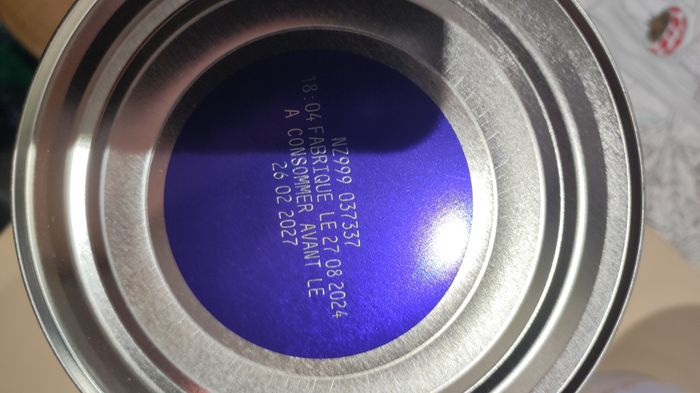 NZ999 037337
18:04 FABRIQUE LE 27 08 2024
A CONSOMMER AVANT LE
26 02 2027